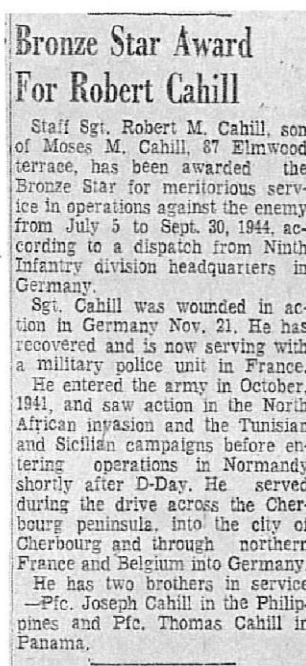 Bronze Star Award
For Robert Cahill
Staff Sgt. Robert M. Cahill, son
of Moses M. Cahill, 87 Elmwood
terrace, has been awarded the
Bronze Star for meritorious serv-
ice in operations against the enemy
from July 5 to Sept. 30, 1944, ac-
cording to a dispatch from Ninth
Infantry division headquarters in
Germany.
Sgt. Cahill was wounded in ac-
tion in Germany Nov. 21. He has
recovered and is now serving with
a military police unit in France.
He entered the army in October,
1941, and saw action in the North
African invasion and the Tunisian
and Sicilian campaigns before en-
tering operations in Normandy
shortly after D-Day. He served
during the drive across the Cher-
bourg peninsula, into the city of
Cherbourg and through northern
France and Belgium into Germany.
He has two brothers in service
—Pfc. Joseph Cahill in the Philip-
pines and Pfc. Thomas Cahill in
Panama.